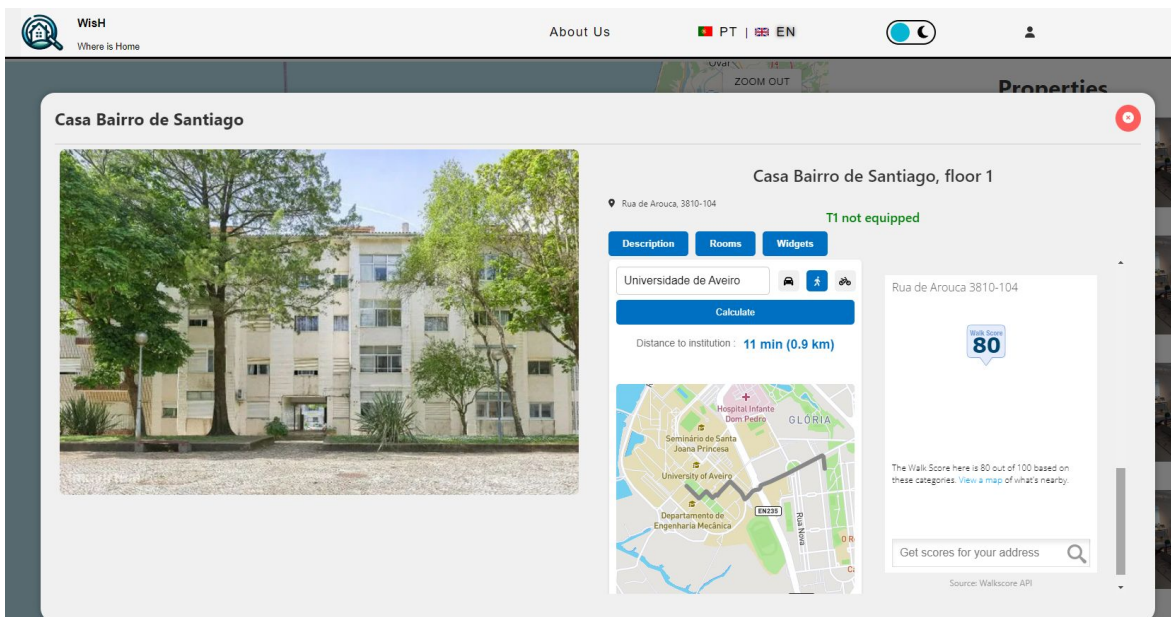 WisH
Where is Home
About Us
PT | EN
Ovar
ZOOM OUT
Properties
Casa Bairro de Santiago
Casa Bairro de Santiago, floor 1
Rua de Arouca, 3810-104
T1 not equipped
Description Rooms Widgets
Universidade de Aveiro
Calculate
Distance to institution : 11 min (0.9 km)
Hospital Infante
Dom Pedro
GLÓRIA
Seminário de Santa
Joana Princesa
University of Aveiro
Departamento de
Engenharia Mecânica
EN235
Rua Nova
Rua de Arouca 3810-104
Walk Score
80
The Walk Score here is 80 out of 100 based on
these categories. View a map of what's nearby.
Get scores for your address
Source: Walkscore API